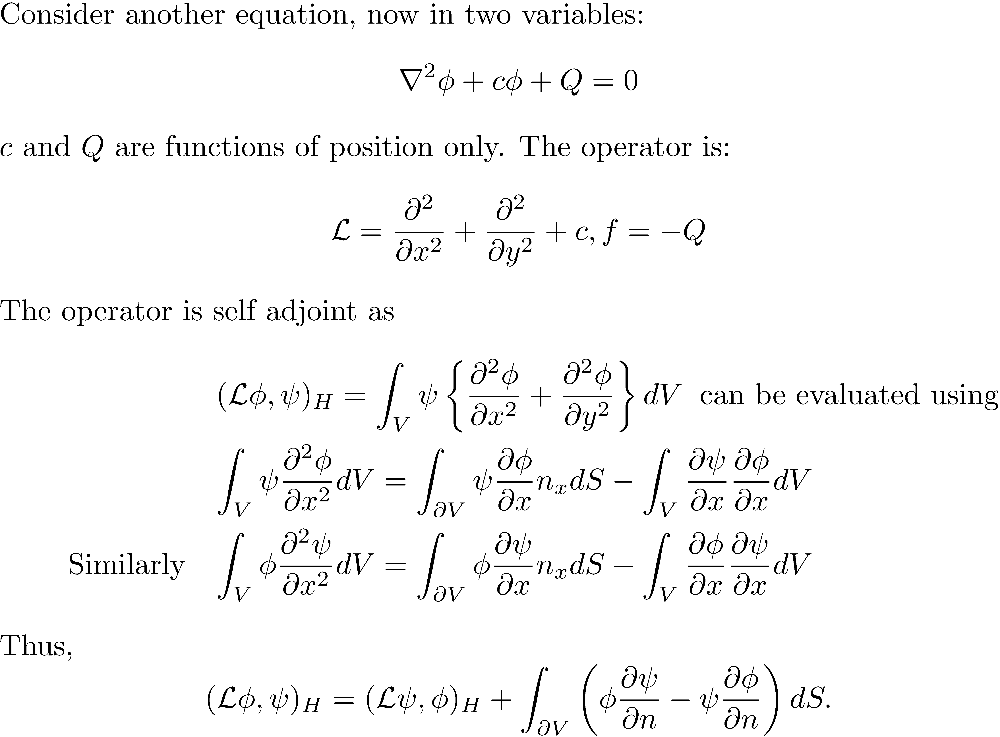 Consider another equation, now in two variables:
$$\nabla^2\phi + c\phi + Q = 0$$
$c$ and $Q$ are functions of position only. The operator is:
$$\mathcal{L} = \frac{\partial^2}{\partial x^2} + \frac{\partial^2}{\partial y^2} + c, f = -Q$$
The operator is self adjoint as
$$(\mathcal{L}\phi, \psi)_H = \int_V \psi \left\{ \frac{\partial^2\phi}{\partial x^2} + \frac{\partial^2\phi}{\partial y^2} \right\} dV \text{ can be evaluated using}$$
$$\int_V \psi \frac{\partial^2\phi}{\partial x^2} dV = \int_{\partial V} \psi \frac{\partial\phi}{\partial x} n_x dS - \int_V \frac{\partial\psi}{\partial x} \frac{\partial\phi}{\partial x} dV$$
$$\text{Similarly } \int_V \phi \frac{\partial^2\psi}{\partial x^2} dV = \int_{\partial V} \phi \frac{\partial\psi}{\partial x} n_x dS - \int_V \frac{\partial\phi}{\partial x} \frac{\partial\psi}{\partial x} dV$$
Thus,
$$(\mathcal{L}\phi, \psi)_H = (\mathcal{L}\psi, \phi)_H + \int_{\partial V} \left( \phi \frac{\partial\psi}{\partial n} - \psi \frac{\partial\phi}{\partial n} \right) dS.$$